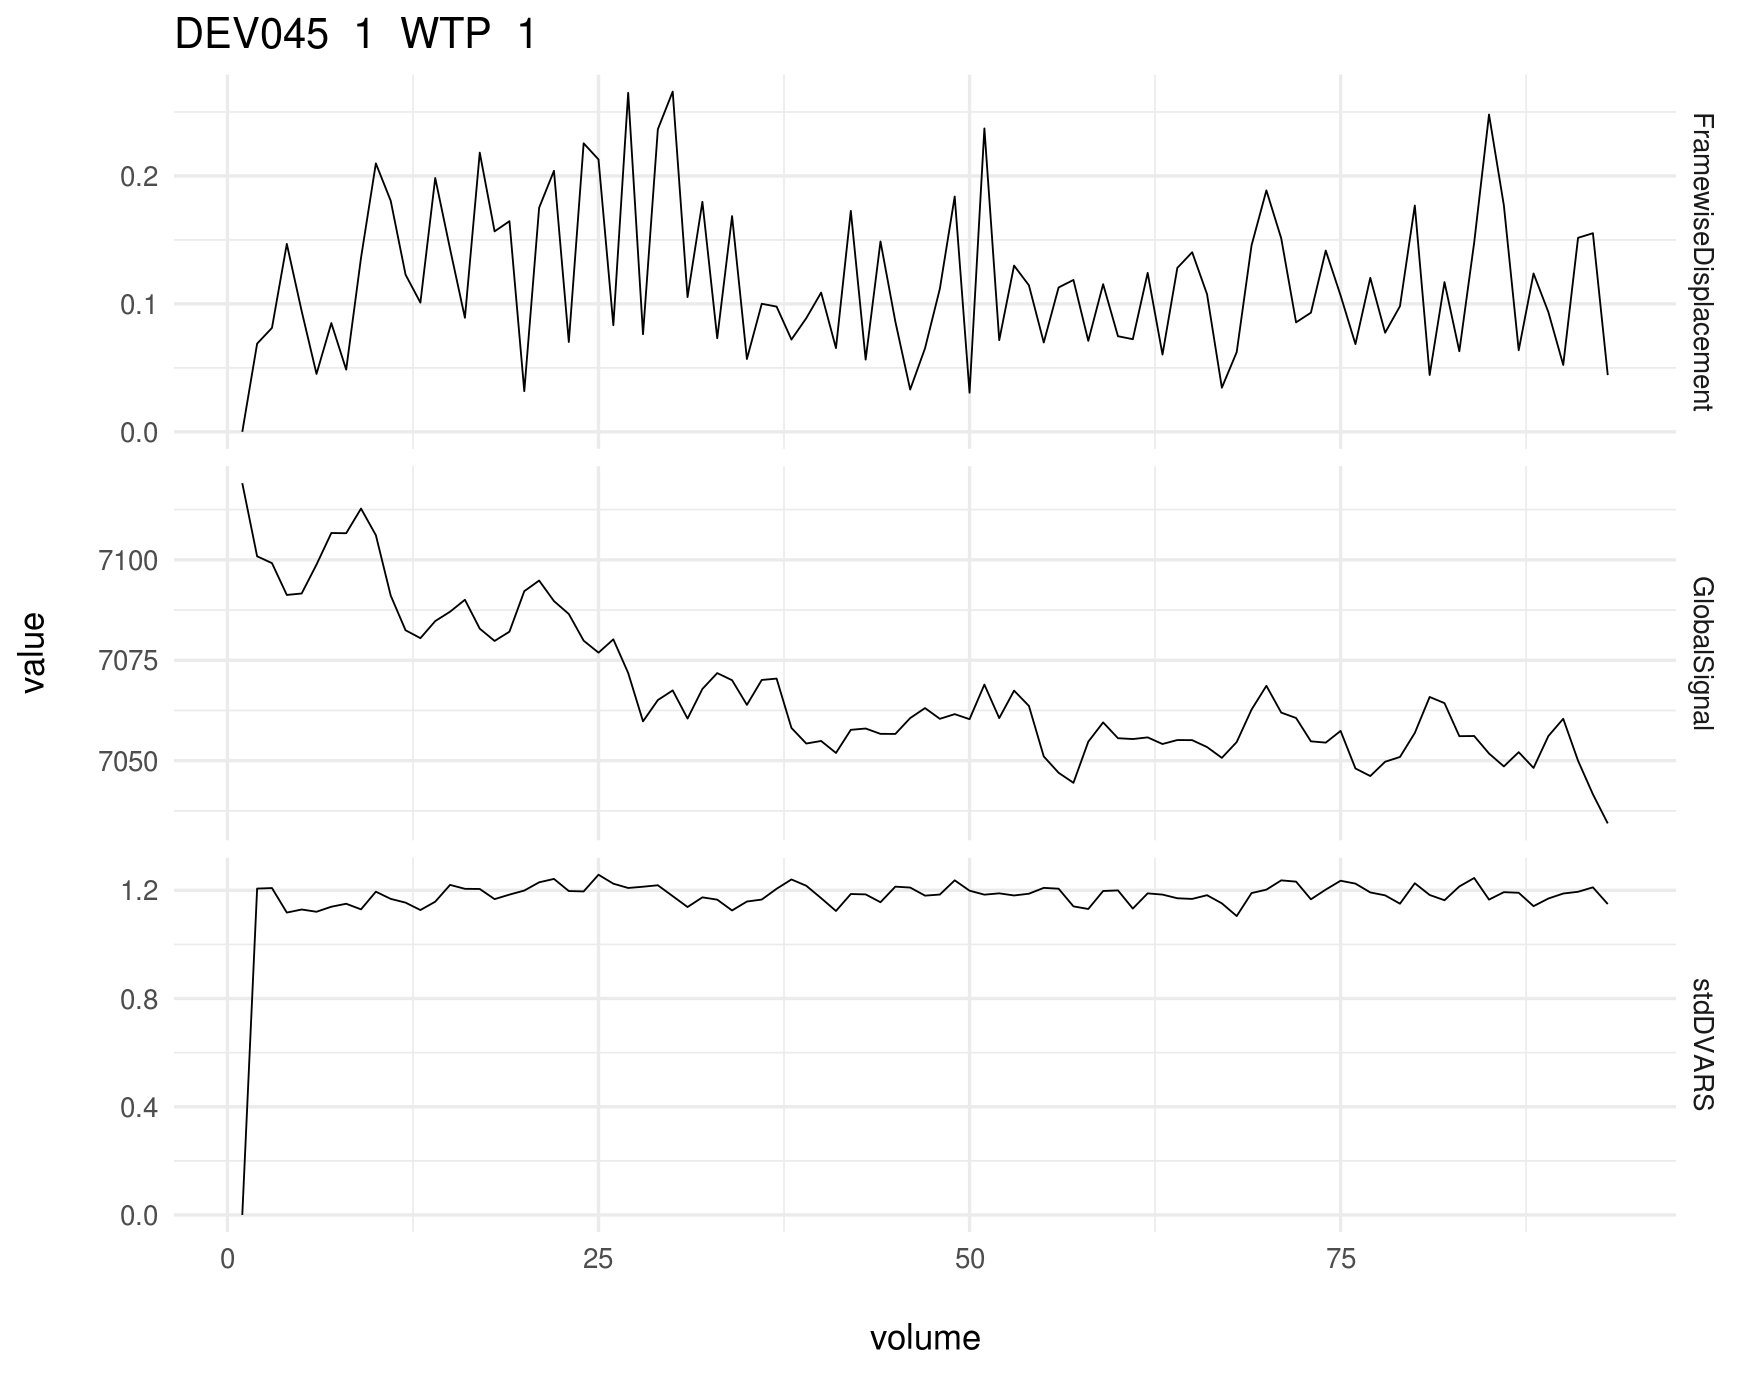 DEV045  1  WTP  1
0.2
0.1
0.0
FramewiseDisplacement
7100
7075
7050
GlobalSignal
value
1.2
0.8
0.4
0.0
stdDVARS
0 25 50 75
volume